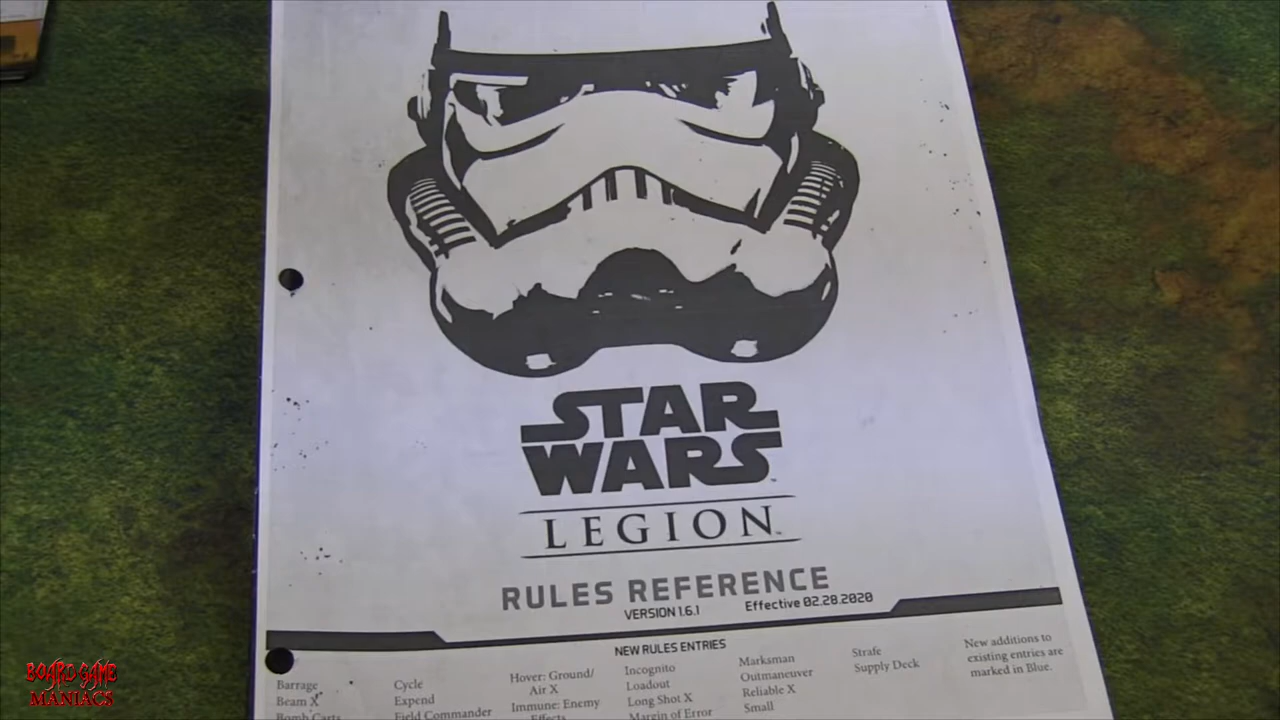 STAR
WARS
LEGION
RULES REFERENCE
VERSION 1.6.1 Effective 02.28.2020
NEW RULES ENTRIES
Barrage
Beam X
Bomb Carts
Cycle
Expend
Field Commander
Hover: Ground/
Air X
Immune: Enemy
Effects
Incognito
Loadout
Long Shot X
Margin of Error
Marksman
Outmaneuver
Reliable X
Small
Strafe
Supply Deck
New additions to
existing entries are
marked in Blue.
BOARD GAME
MANIACS